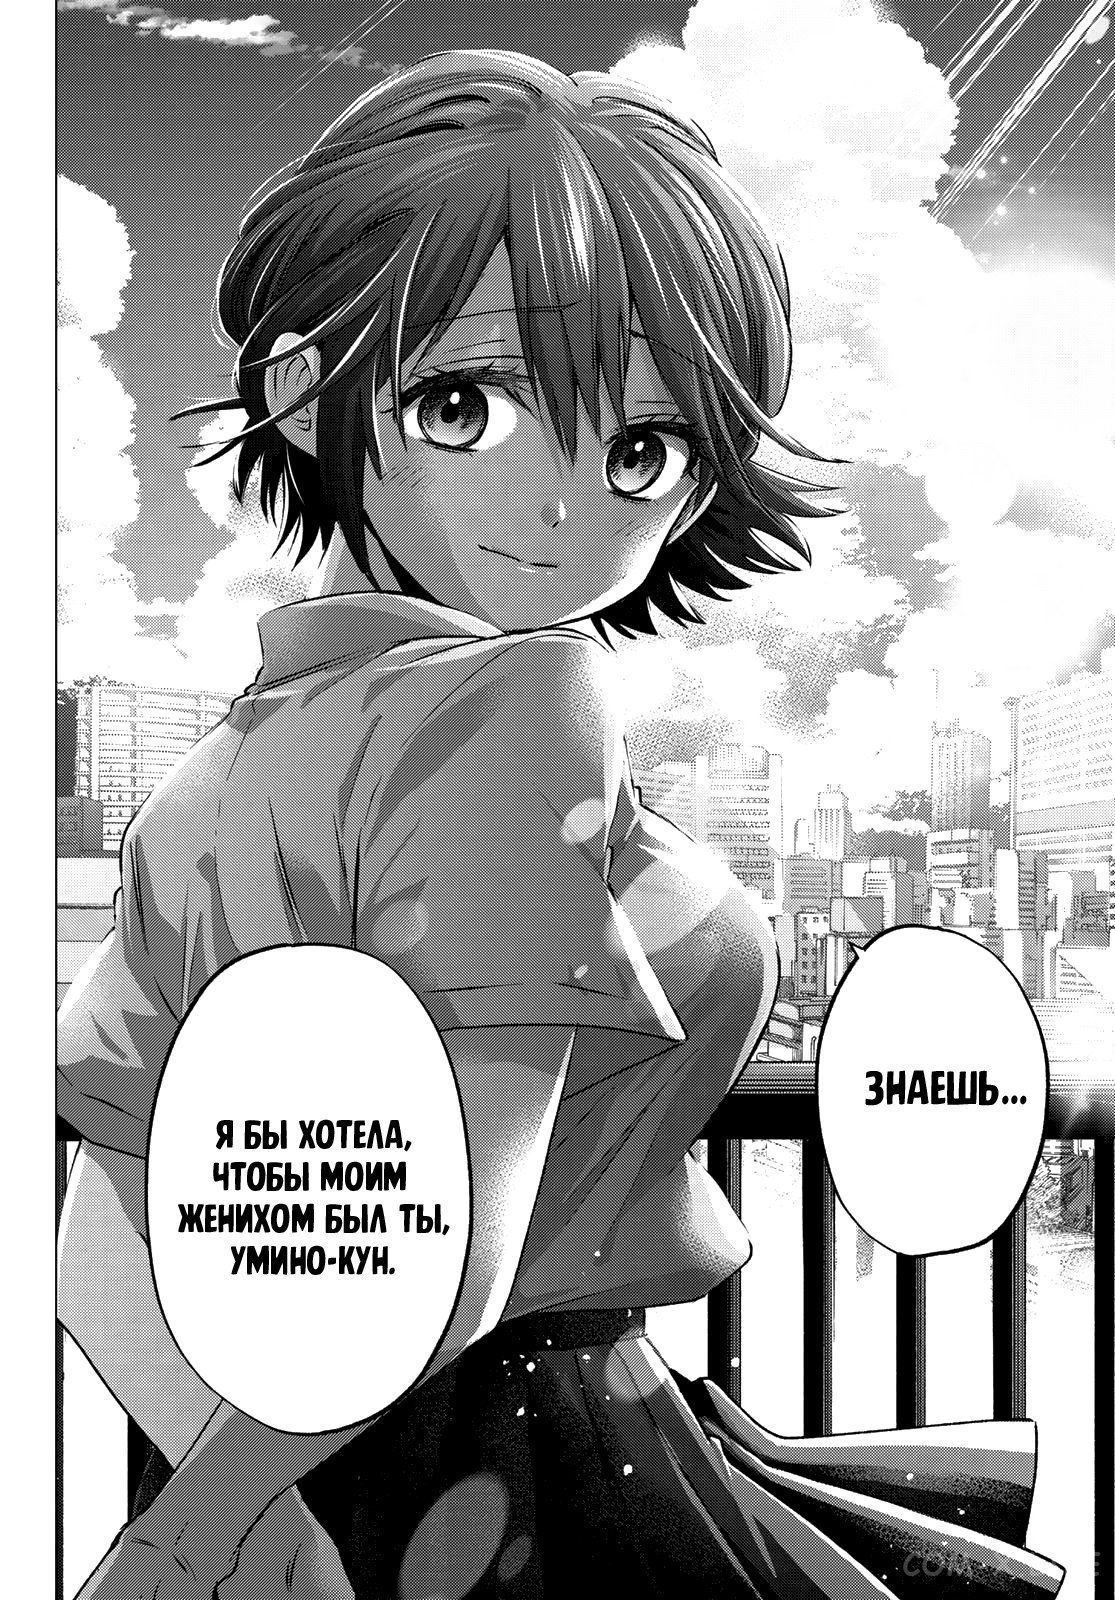 ЗНАЕШЬ...
Я БЫ ХОТЕЛА,
ЧТОБЫ МОИМ
ЖЕНИХОМ БЫЛ ТЫ,
УМИНО-КУН.